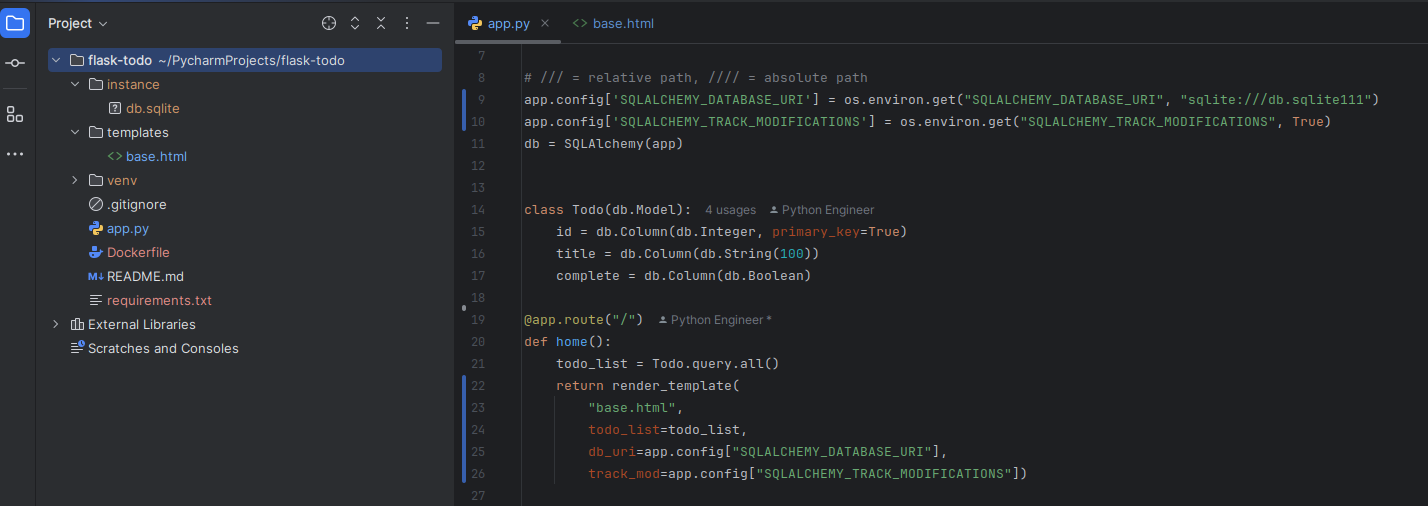 Project
flask-todo ~/PycharmProjects/flask-todo
instance
db.sqlite
templates
base.html
venv
.gitignore
app.py
Dockerfile
README.md
requirements.txt
External Libraries
Scratches and Consoles
app.py
base.html
7
8 # /// = relative path, //// = absolute path
9 app.config['SQLALCHEMY_DATABASE_URI'] = os.environ.get("SQLALCHEMY_DATABASE_URI", "sqlite:///db.sqlite111")
10 app.config['SQLALCHEMY_TRACK_MODIFICATIONS'] = os.environ.get("SQLALCHEMY_TRACK_MODIFICATIONS", True)
11 db = SQLAlchemy(app)
12
13
14 class Todo(db.Model): 4 usages Python Engineer
15     id = db.Column(db.Integer, primary_key=True)
16     title = db.Column(db.String(100))
17     complete = db.Column(db.Boolean)
18
19 @app.route("/") Python Engineer *
20 def home():
21     todo_list = Todo.query.all()
22     return render_template(
23         "base.html",
24         todo_list=todo_list,
25         db_uri=app.config["SQLALCHEMY_DATABASE_URI"],
26         track_mod=app.config["SQLALCHEMY_TRACK_MODIFICATIONS"])
27